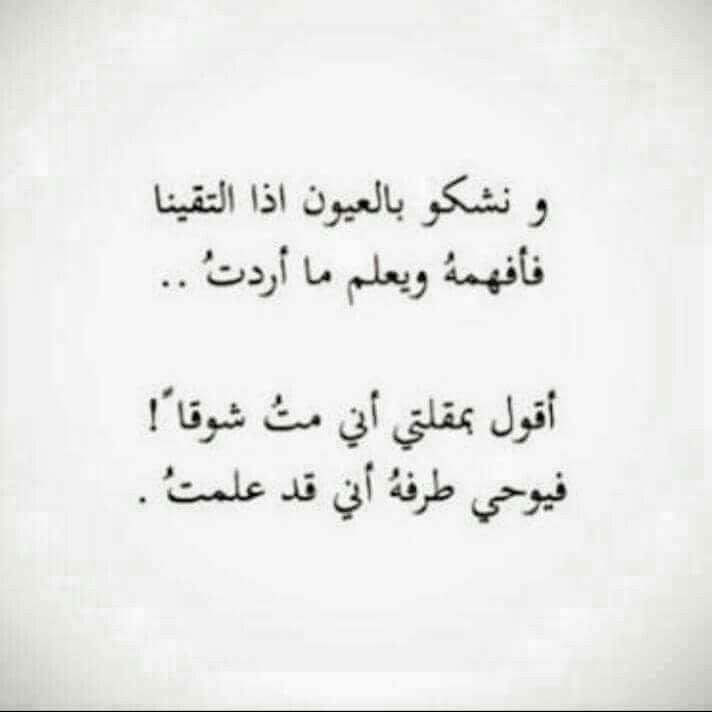 و نشكو بالعيون اذا التقينا
فأفهمهُ ويعلم ما أردتُ ..
أقول بمقلتي أني متُ شوقا ً!
فيوحي طرفهُ أني قد علمتُ .